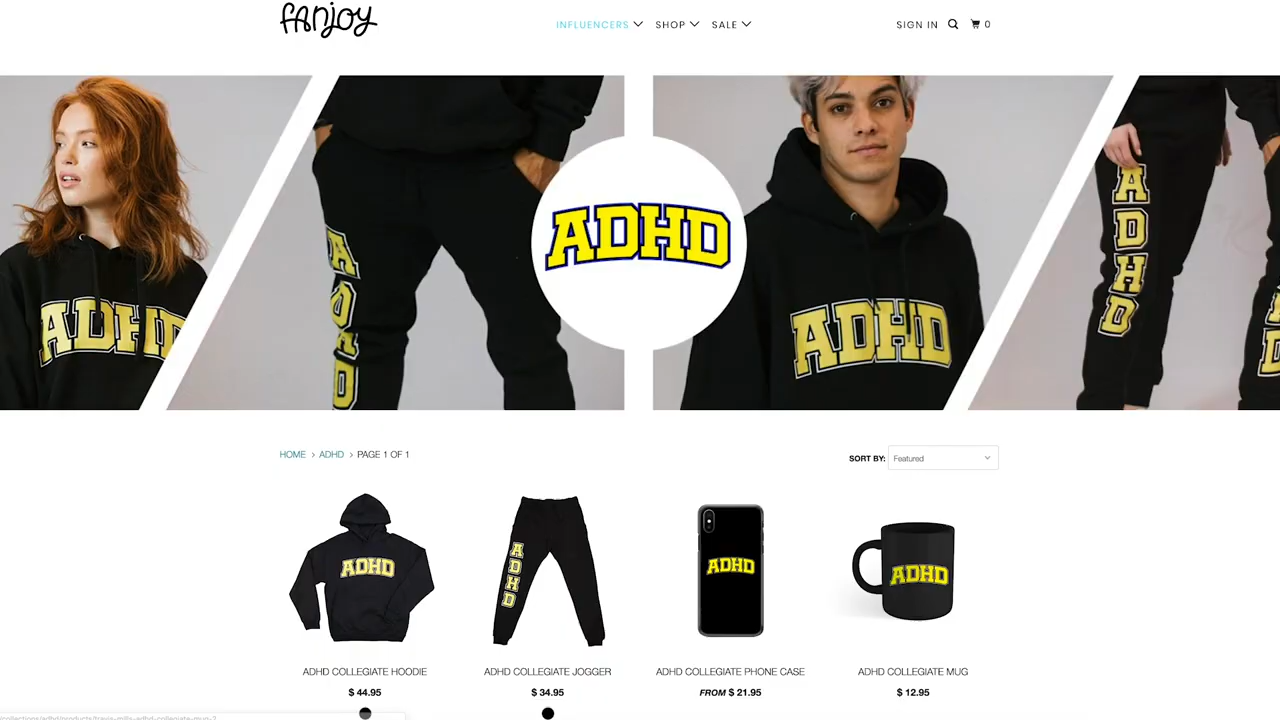 fanjoy
INFLUENCERS SHOP SALE SIGN IN 0
ADHD
ADHD
ADHD
ADHD
ADHD
HOME > ADHD > PAGE 1 OF 1
SORT BY: Featured
ADHD
ADHD
ADHD
ADHD
ADHD COLLEGIATE HOODIE
ADHD COLLEGIATE JOGGER
ADHD COLLEGIATE PHONE CASE
ADHD COLLEGIATE MUG
$ 44.95
$ 34.95
FROM $ 21.95
$ 12.95